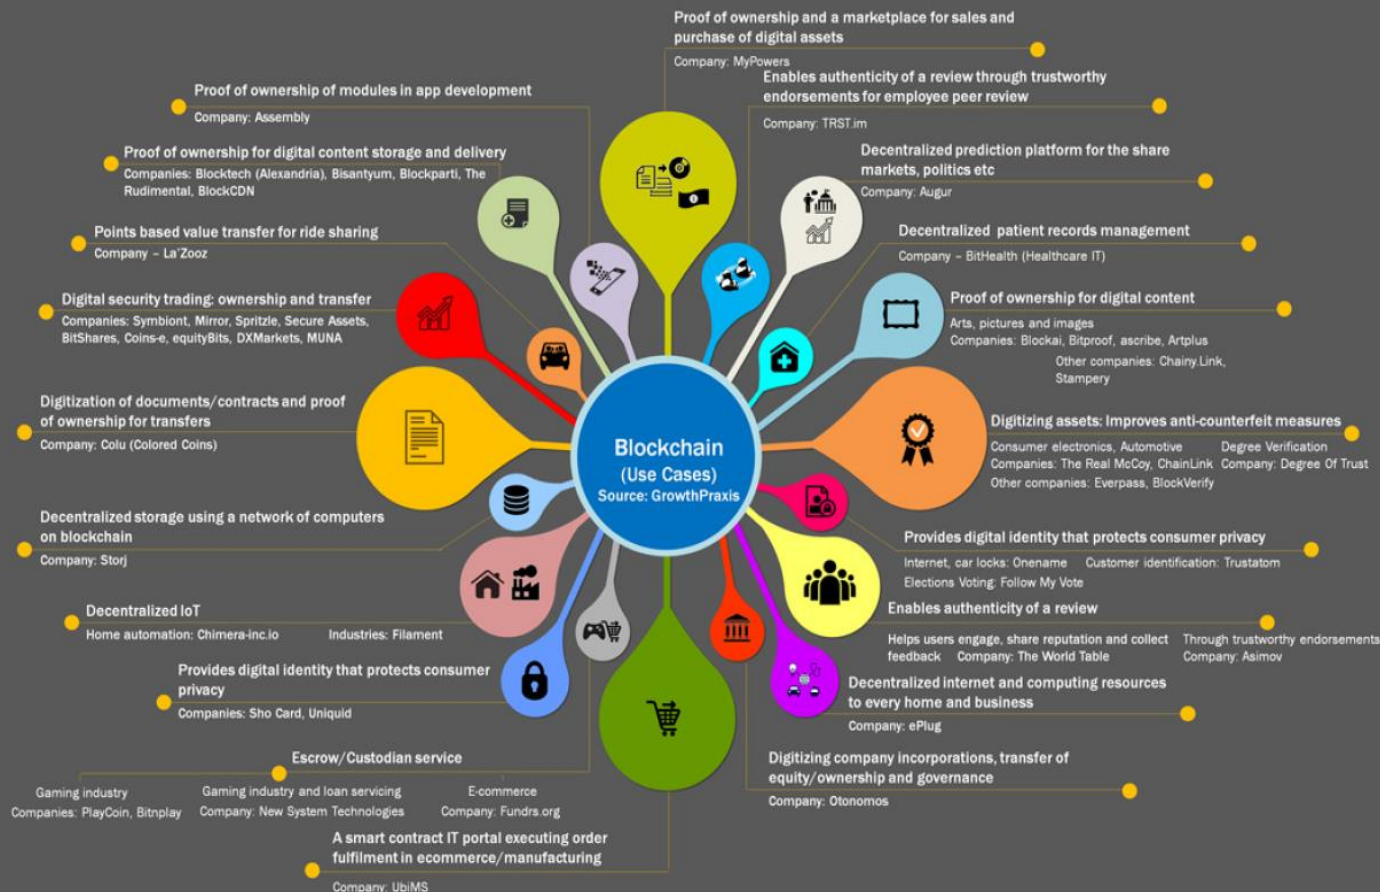 Proof of ownership and a marketplace for sales and
purchase of digital assets
Company: MyPowers
Enables authenticity of a review through trustworthy
endorsements for employee peer review
Company: TRST.im
Decentralized prediction platform for the share
markets, politics etc
Company: Augur
Decentralized patient records management
Company – BitHealth (Healthcare IT)
Proof of ownership for digital content
Arts, pictures and images
Companies: Blockai, Bitproof, ascribe, Artplus
Other companies: Chainy.Link,
Stampery
Digitizing assets: Improves anti-counterfeit measures
Consumer electronics, Automotive
Companies: The Real McCoy, ChainLink
Other companies: Everpass, BlockVerify
Degree Verification
Company: Degree Of Trust
Provides digital identity that protects consumer privacy
Internet, car locks: Onename
Customer identification: Trustatom
Elections Voting: Follow My Vote
Enables authenticity of a review
Helps users engage, share reputation and collect
feedback Company: The World Table
Through trustworthy endorsements
Company: Asimov
Decentralized internet and computing resources
to every home and business
Company: ePlug
Digitizing company incorporations, transfer of
equity/ownership and governance
Company: Otonomos
Proof of ownership of modules in app development
Company: Assembly
Proof of ownership for digital content storage and delivery
Companies: Blocktech (Alexandria), Bisantyum, Blockparti, The
Rudimental, BlockCDN
Points based value transfer for ride sharing
Company – La'Zooz
Digital security trading: ownership and transfer
Companies: Symbiont, Mirror, Spritzle, Secure Assets,
BitShares, Coins-e, equityBits, DXMarkets, MUNA
Digitization of documents/contracts and proof
of ownership for transfers
Company: Colu (Colored Coins)
Decentralized storage using a network of computers
on blockchain
Company: Storj
Decentralized IoT
Home automation: Chimera-inc.io
Industries: Filament
Provides digital identity that protects consumer
privacy
Companies: Sho Card, Uniquid
Escrow/Custodian service
Gaming industry
Companies: PlayCoin, Bitnplay
Gaming industry and loan servicing
Company: New System Technologies
E-commerce
Company: Fundrs.org
A smart contract IT portal executing order
fulfilment in ecommerce/manufacturing
Company: UbiMS
Blockchain
(Use Cases)
Source: GrowthPraxis